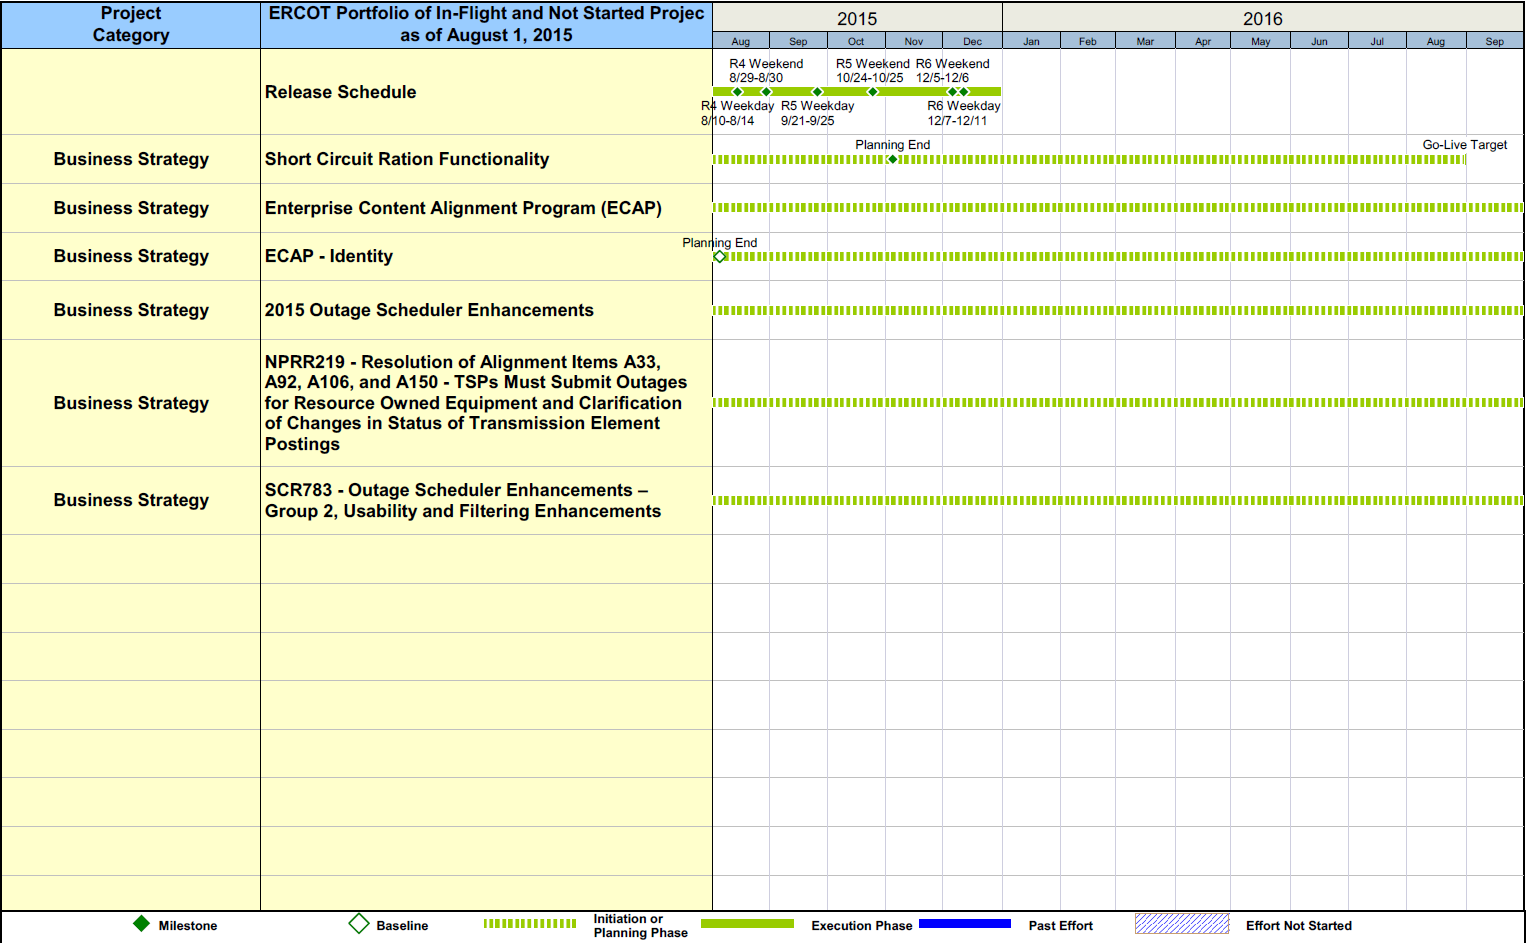 Project
Category
ERCOT Portfolio of In-Flight and Not Started Projec
as of August 1, 2015
2015
2016
Aug Sep Oct Nov Dec Jan Feb Mar Apr May Jun Jul Aug Sep
Release Schedule
R4 Weekend R5 Weekend R6 Weekend
8/29-8/30 10/24-10/25 12/5-12/6
R4 Weekday R5 Weekday R6 Weekday
8/10-8/14 9/21-9/25 12/7-12/11
Business Strategy
Short Circuit Ration Functionality
Planning End
Go-Live Target
Business Strategy
Enterprise Content Alignment Program (ECAP)
Business Strategy
ECAP - Identity
Planning End
Business Strategy
2015 Outage Scheduler Enhancements
Business Strategy
NPRR219 - Resolution of Alignment Items A33,
A92, A106, and A150 - TSPs Must Submit Outages
for Resource Owned Equipment and Clarification
of Changes in Status of Transmission Element
Postings
Business Strategy
SCR783 - Outage Scheduler Enhancements –
Group 2, Usability and Filtering Enhancements
Milestone
Baseline
Initiation or
Planning Phase
Execution Phase
Past Effort
Effort Not Started